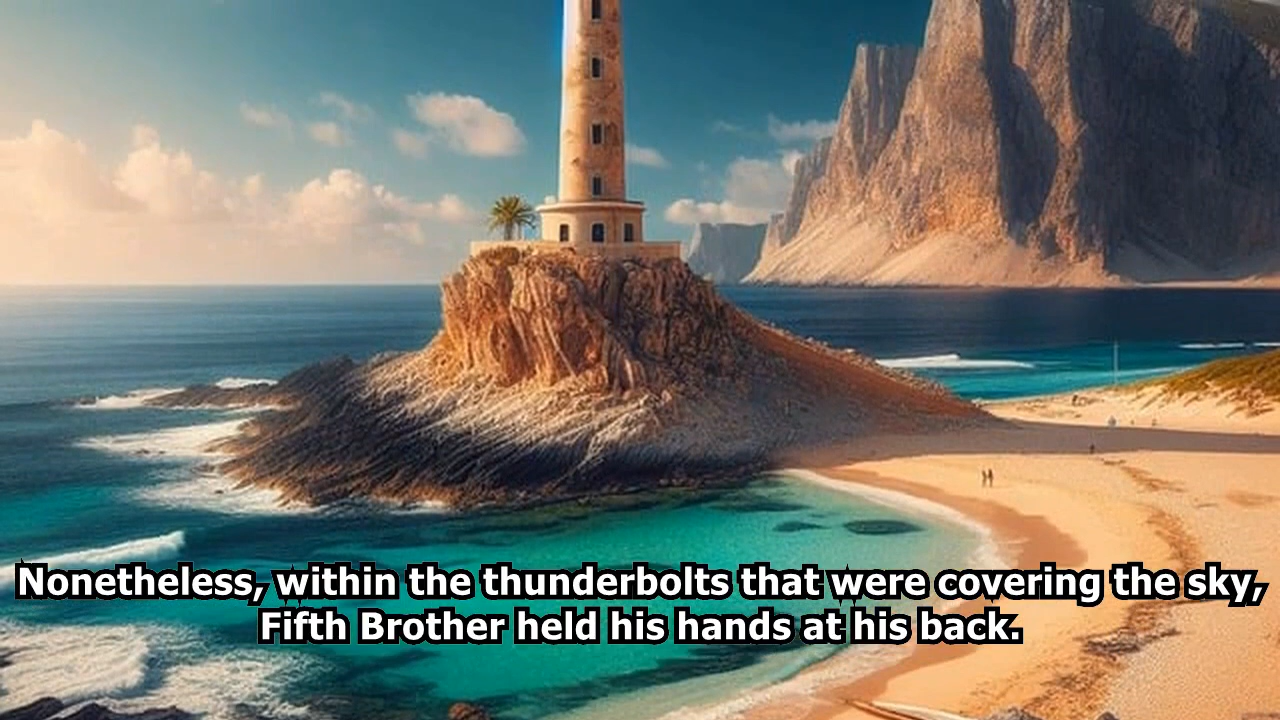 Nonetheless, within the thunderbolts that were covering the sky,
Fifth Brother held his hands at his back.